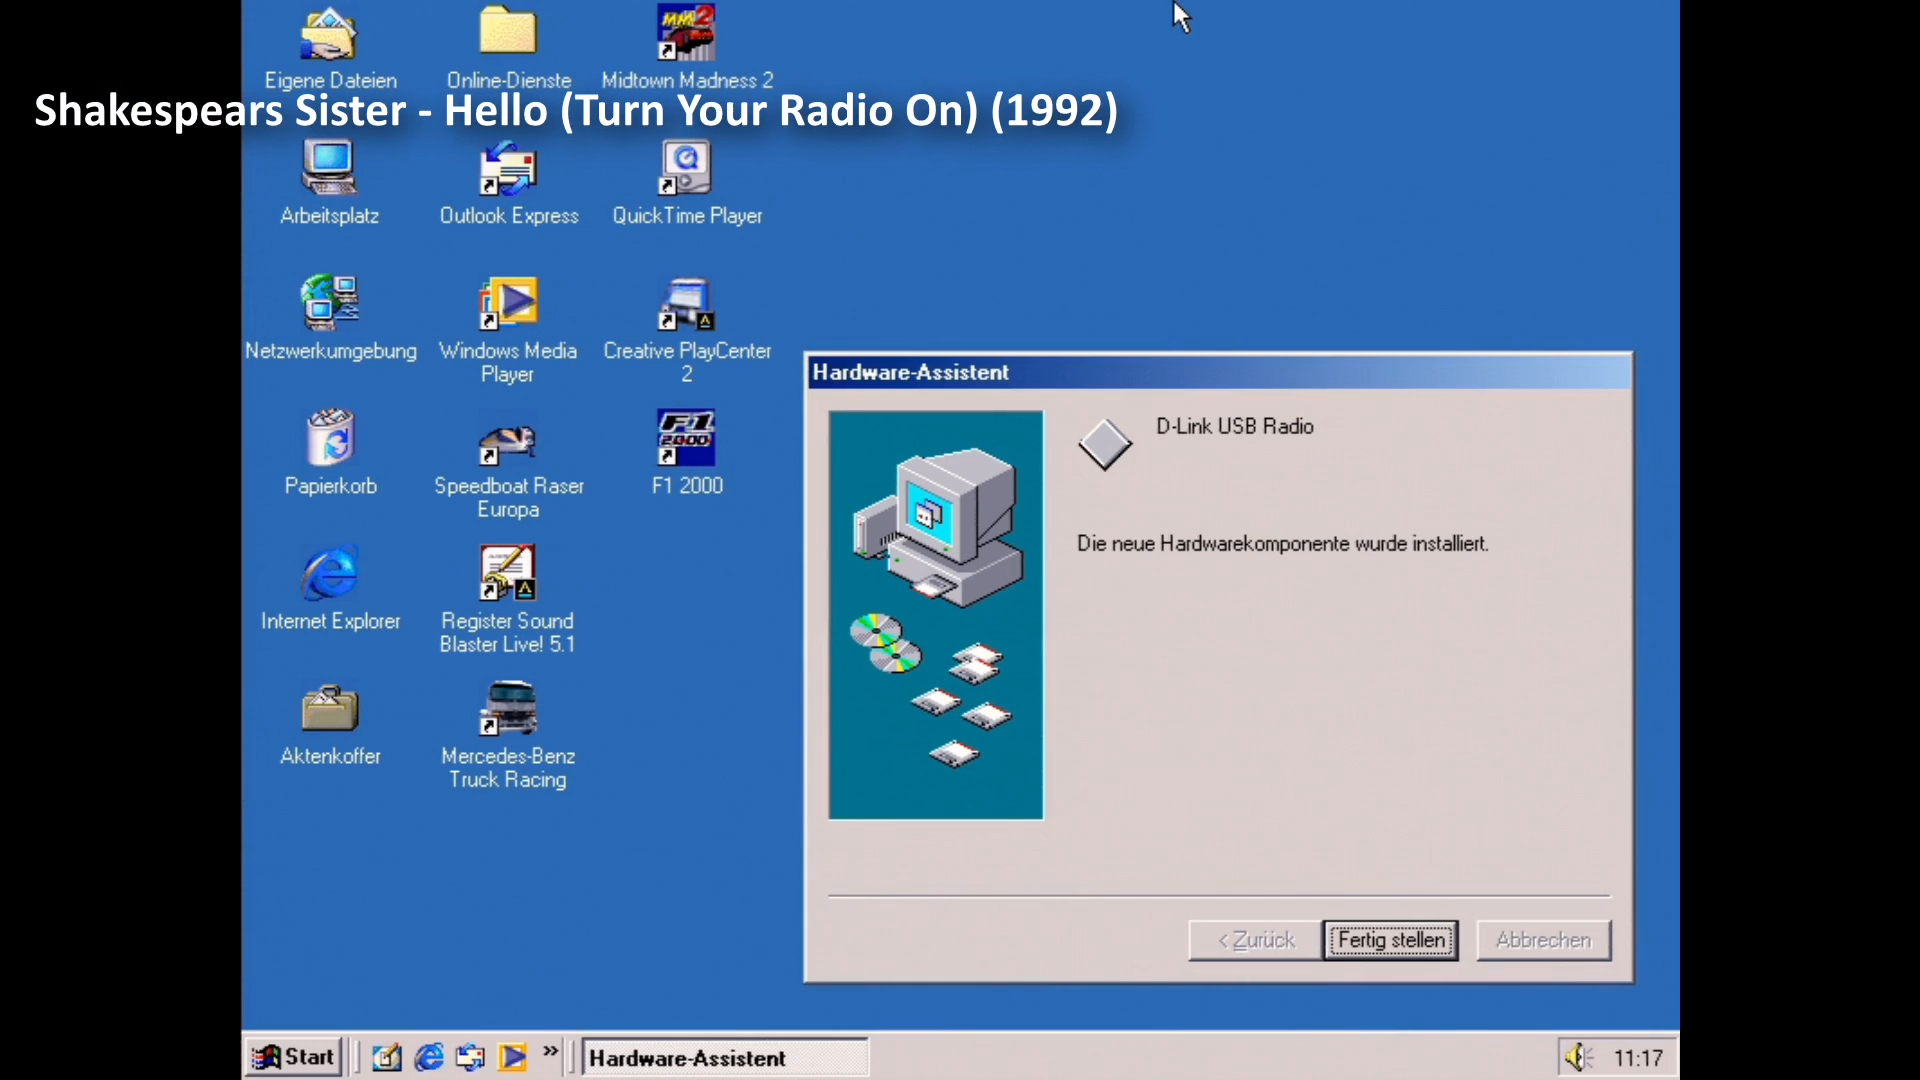 Eigene Dateien
Online-Dienste
Midtown Madness 2
Shakespears Sister - Hello (Turn Your Radio On) (1992)
Arbeitsplatz
Outlook Express
QuickTime Player
Netzwerkumgebung
Windows Media
Player
Creative PlayCenter
2
Papierkorb
Speedboat Raser
Europa
F1 2000
Internet Explorer
Register Sound
Blaster Live! 5.1
Aktenkoffer
Mercedes-Benz
Truck Racing
Hardware-Assistent
D-Link USB Radio
Die neue Hardwarekomponente wurde installiert.
< Zurück
Fertig stellen
Abbrechen
Start
»
Hardware-Assistent
11:17
MM2
F1
2000